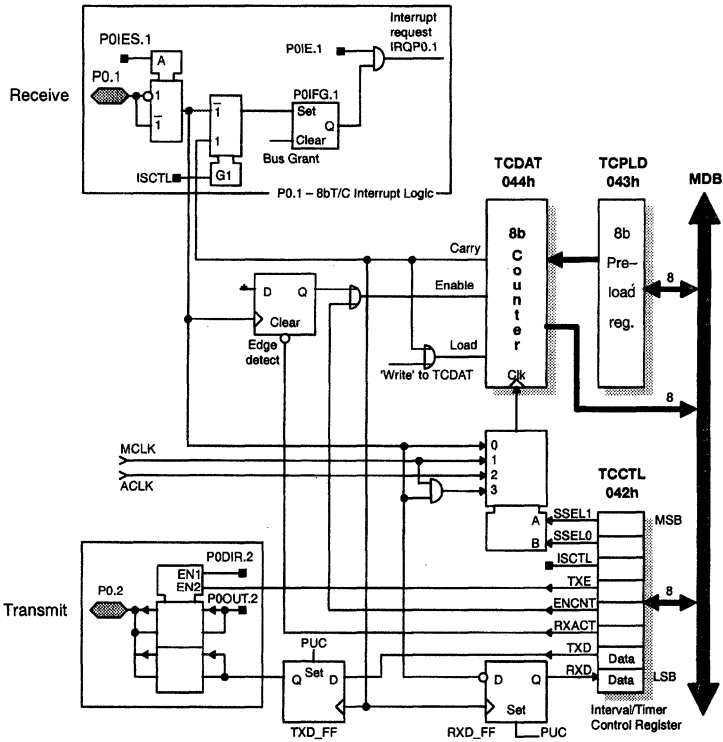 Interrupt
request
IRQP0.1
P0IES.1
P0IE.1
A
P0.1
Receive
1
1
1
1
P0IFG.1
Set
Q
Clear
Bus Grant
ISCTL
G1
P0.1 – 8bT/C Interrupt Logic
TCDAT
044h
TCPLD
043h
MDB
8b
Counter
8b
Pre–
load
reg.
8
Carry
Enable
Load
D Q
Clear
Edge
detect
'Write' to TCDAT
Clk
8
MCLK
ACLK
0
1
2
3
A
B
TCCTL
042h
SSEL1
MSB
SSEL0
ISCTL
TXE
ENCNT
8
RXACT
TXD
Data
RXD
Data
LSB
Interval/Timer
Control Register
P0DIR.2
EN1
EN2
P0.2
P0OUT.2
Transmit
PUC
Set
Q D
TXD_FF
D Q
Set
RXD_FF
PUC